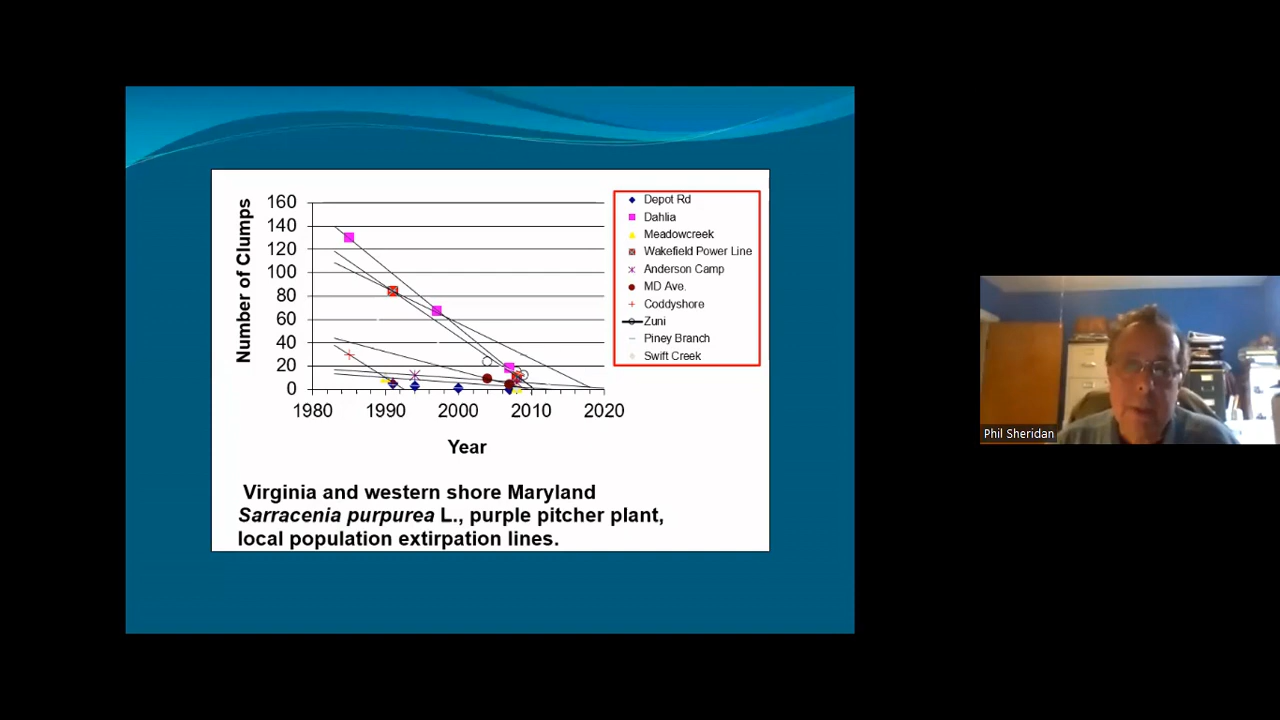 160
140
120
100
80
60
40
20
0
Number of Clumps
1980 1990 2000 2010 2020
Year
Depot Rd
Dahlia
Meadowcreek
Wakefield Power Line
Anderson Camp
MD Ave.
Coddyshore
Zuni
Piney Branch
Swift Creek
Virginia and western shore Maryland
Sarracenia purpurea L., purple pitcher plant,
local population extirpation lines.
Phil Sheridan